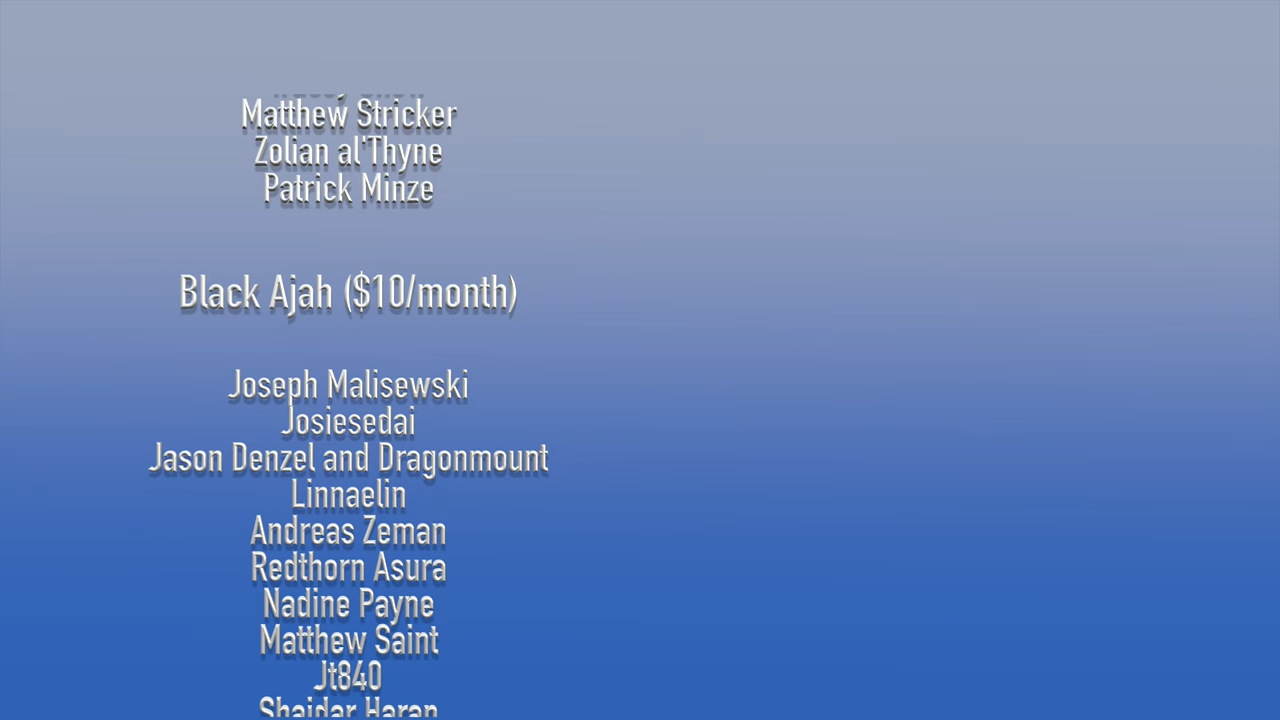 Matthew Stricker
Zolian al'Thyne
Patrick Minze
Black Ajah ($10/month)
Joseph Malisewski
Josiesedai
Jason Denzel and Dragonmount
Linnaelin
Andreas Zeman
Redthorn Asura
Nadine Payne
Matthew Saint
Jt840
Shaidar Haran